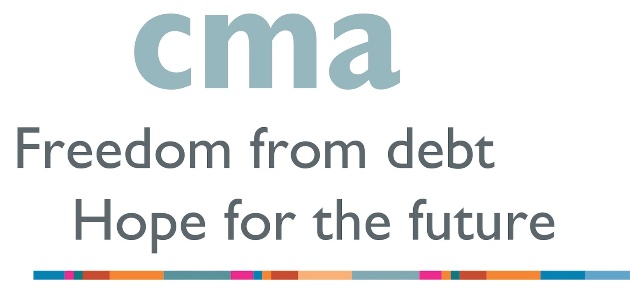 cma
Freedom from debt
Hope for the future